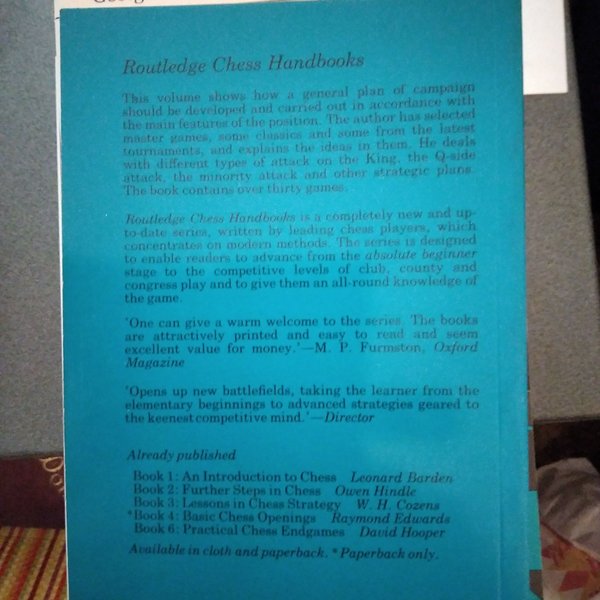 Routledge Chess Handbooks
This volume shows how a general plan of campaign
should be developed and carried out in accordance with
the main features of the position. The author has selected
master games, some classics and some from the latest
tournaments, and explains the ideas in them. He deals
with different types of attack on the King, the Q-side
attack, the minority attack and other strategic plans.
The book contains over thirty games.
Routledge Chess Handbooks is a completely new and up-
to-date series, written by leading chess players, which
concentrates on modern methods. The series is designed
to enable readers to advance from the absolute beginner
stage to the competitive levels of club, county and
congress play and to give them an all-round knowledge of
the game.
'One can give a warm welcome to the series. The books
are attractively printed and easy to read and seem
excellent value for money.'—M. P. Furmston, Oxford
Magazine
'Opens up new battlefields, taking the learner from the
elementary beginnings to advanced strategies geared to
the keenest competitive mind.'—Director
Already published
Book 1: An Introduction to Chess Leonard Barden
Book 2: Further Steps in Chess Owen Hindle
Book 3: Lessons in Chess Strategy W. H. Cozens
*Book 4: Basic Chess Openings Raymond Edwards
Book 6: Practical Chess Endgames David Hooper
Available in cloth and paperback. *Paperback only.